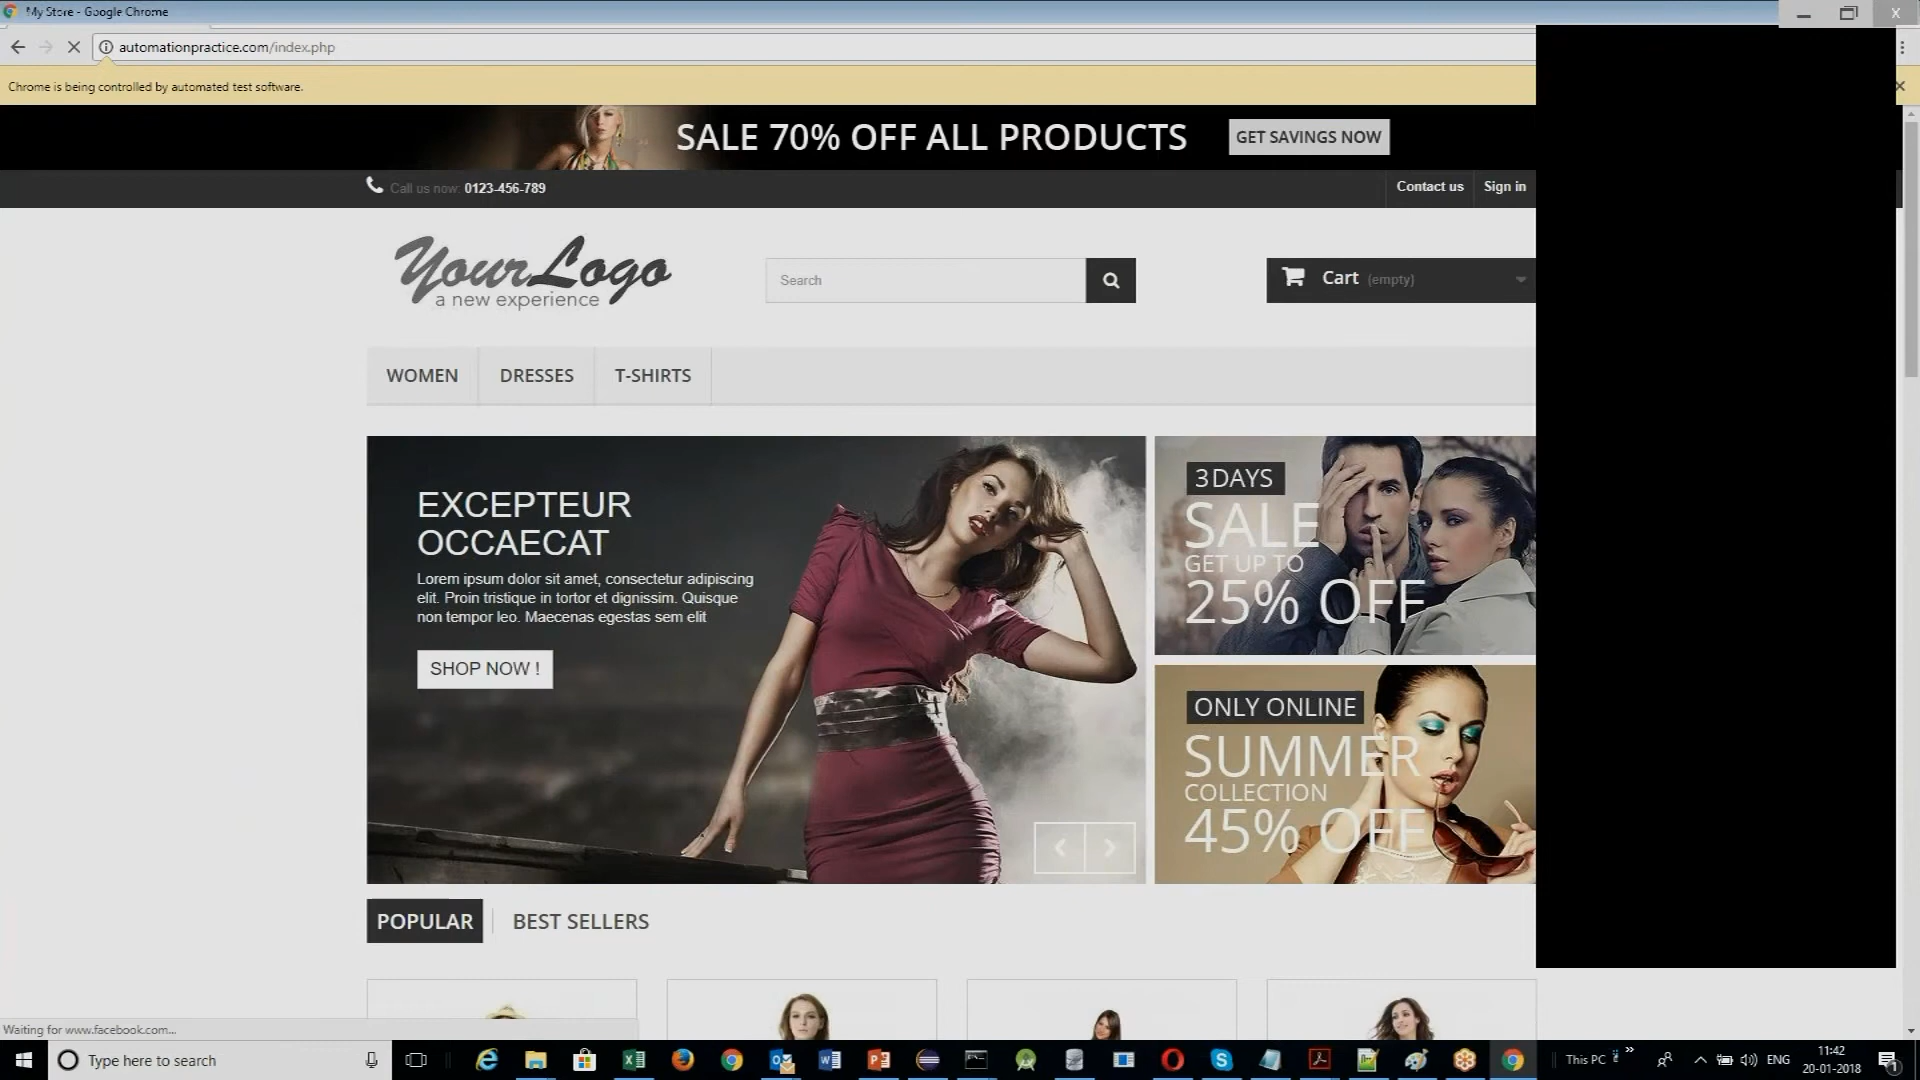 My Store - Google Chrome
automationpractice.com/index.php
Chrome is being controlled by automated test software.
SALE 70% OFF ALL PRODUCTS
GET SAVINGS NOW
Call us now: 0123-456-789
Contact us
Sign in
Your Logo
a new experience
Search
Cart (empty)
WOMEN
DRESSES
T-SHIRTS
EXCEPTEUR
OCCAECAT
Lorem ipsum dolor sit amet, consectetur adipiscing
elit. Proin tristique in tortor et dignissim. Quisque
non tempor leo. Maecenas egestas sem elit
SHOP NOW !
3DAYS
SALE
GET UP TO
25% OFF
ONLY ONLINE
SUMMER
COLLECTION
45% OFF
POPULAR
BEST SELLERS
Waiting for www.facebook.com...
Type here to search
This PC
ENG
11:42
20-01-2018